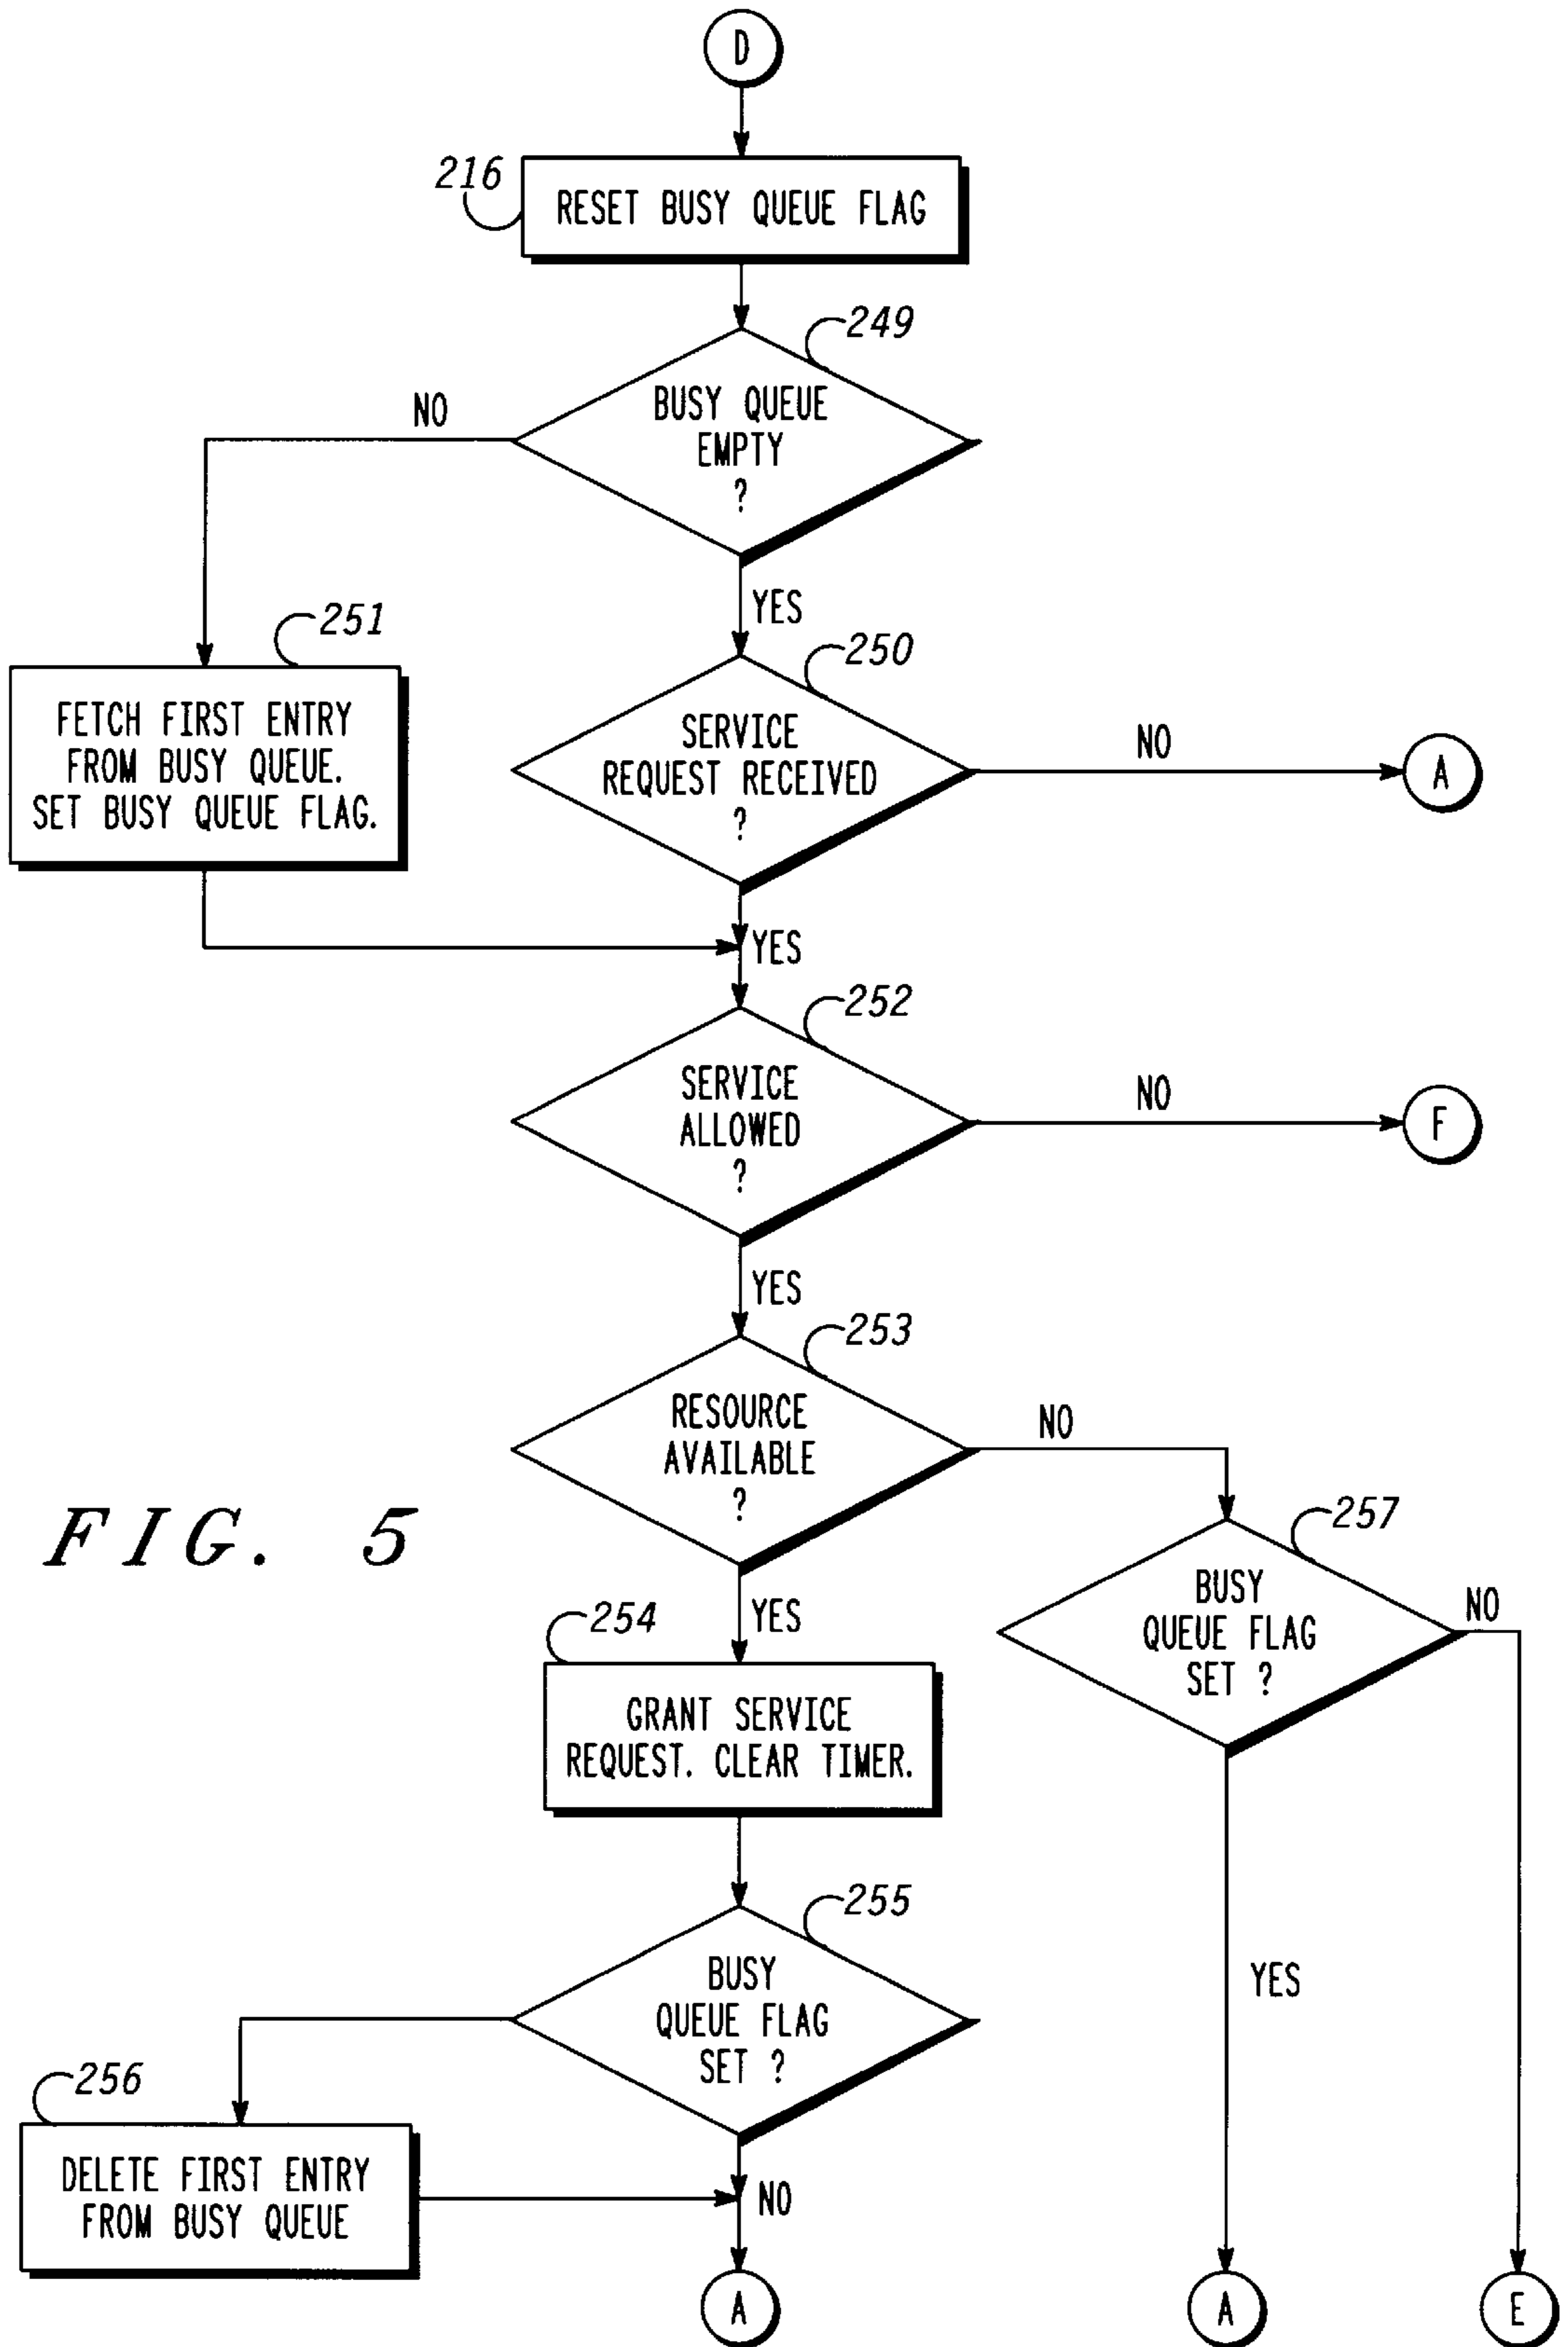 D
216
RESET BUSY QUEUE FLAG
249
BUSY QUEUE
EMPTY
?
NO
YES
251
FETCH FIRST ENTRY
FROM BUSY QUEUE.
SET BUSY QUEUE FLAG.
250
SERVICE
REQUEST RECEIVED
?
NO
A
YES
252
SERVICE
ALLOWED
?
NO
F
YES
253
RESOURCE
AVAILABLE
?
NO
YES
257
BUSY
QUEUE FLAG
SET ?
NO
YES
FIG. 5
254
GRANT SERVICE
REQUEST. CLEAR TIMER.
255
BUSY
QUEUE FLAG
SET ?
256
DELETE FIRST ENTRY
FROM BUSY QUEUE
NO
A
A
E